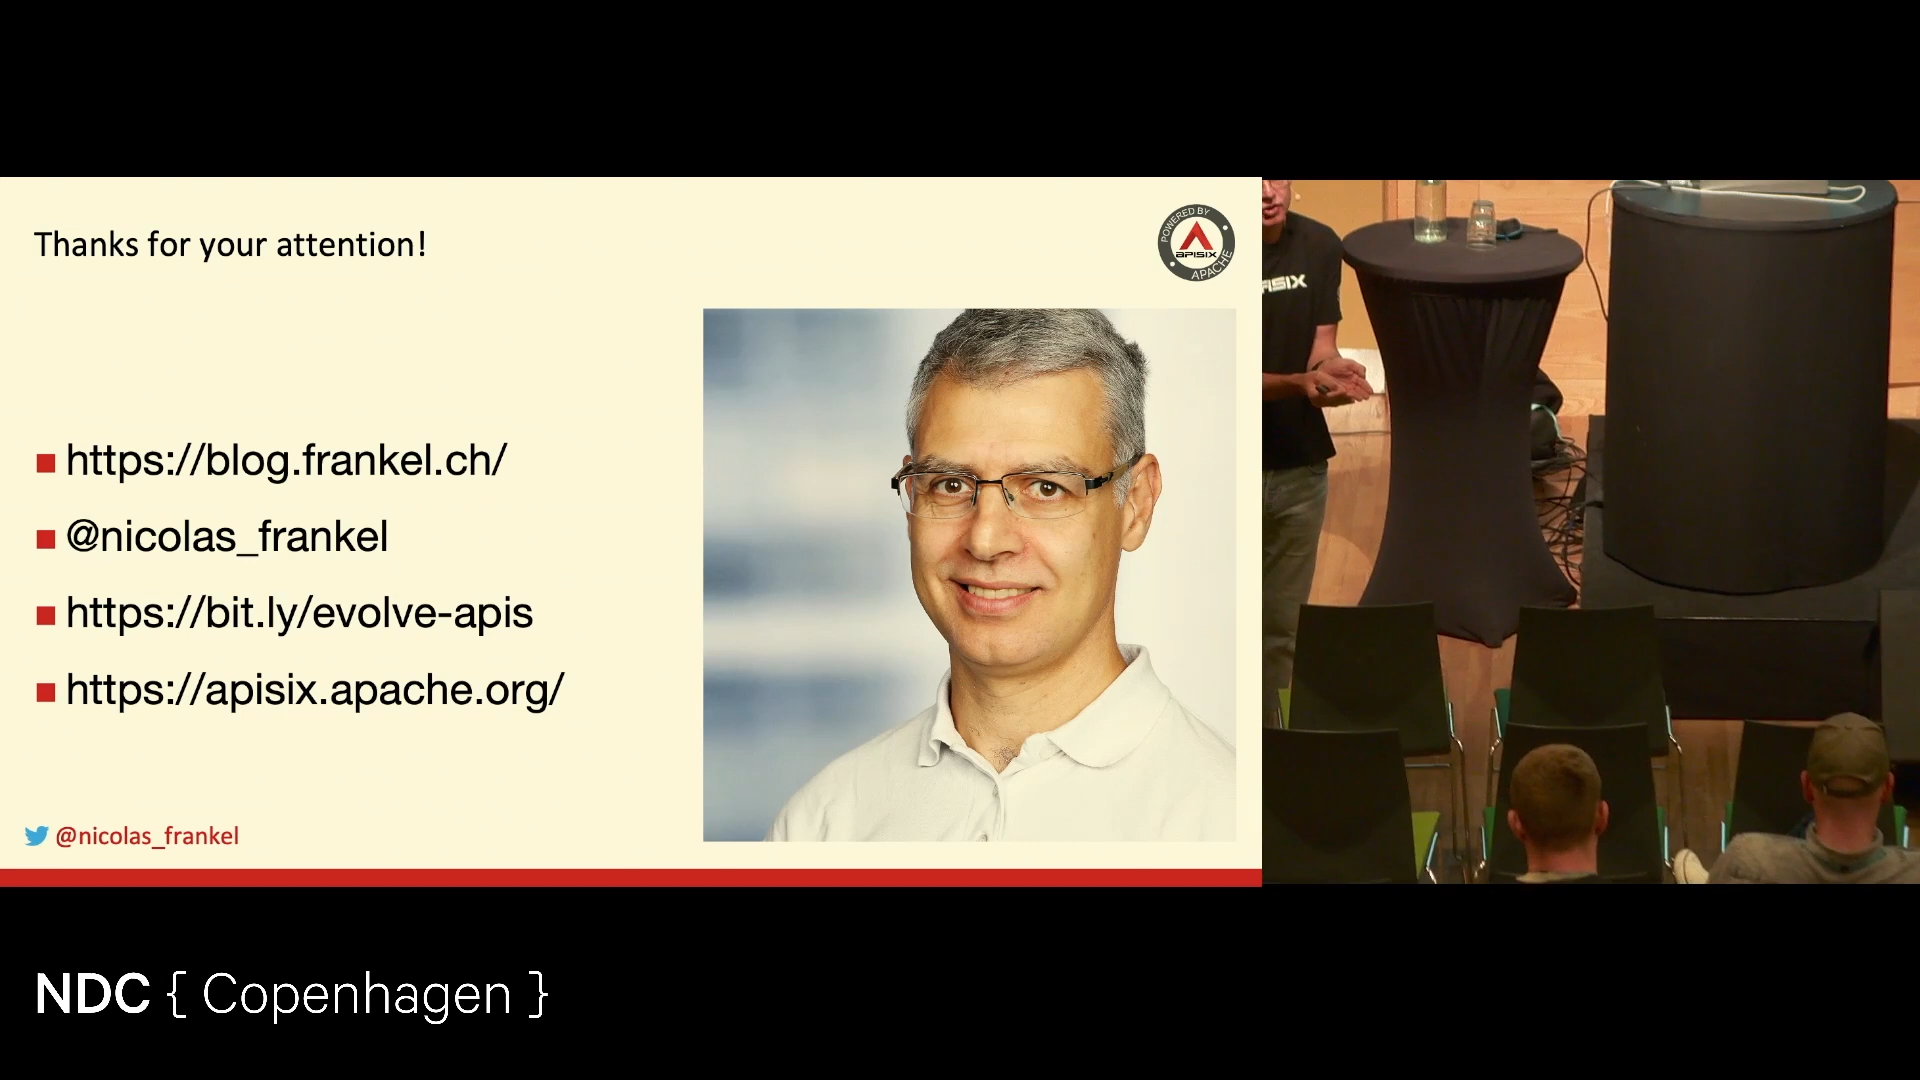 Thanks for your attention!
POWERED BY
APISIX
APACHE
https://blog.frankel.ch/
@nicolas_frankel
https://bit.ly/evolve-apis
https://apisix.apache.org/
@nicolas_frankel
NDC { Copenhagen }